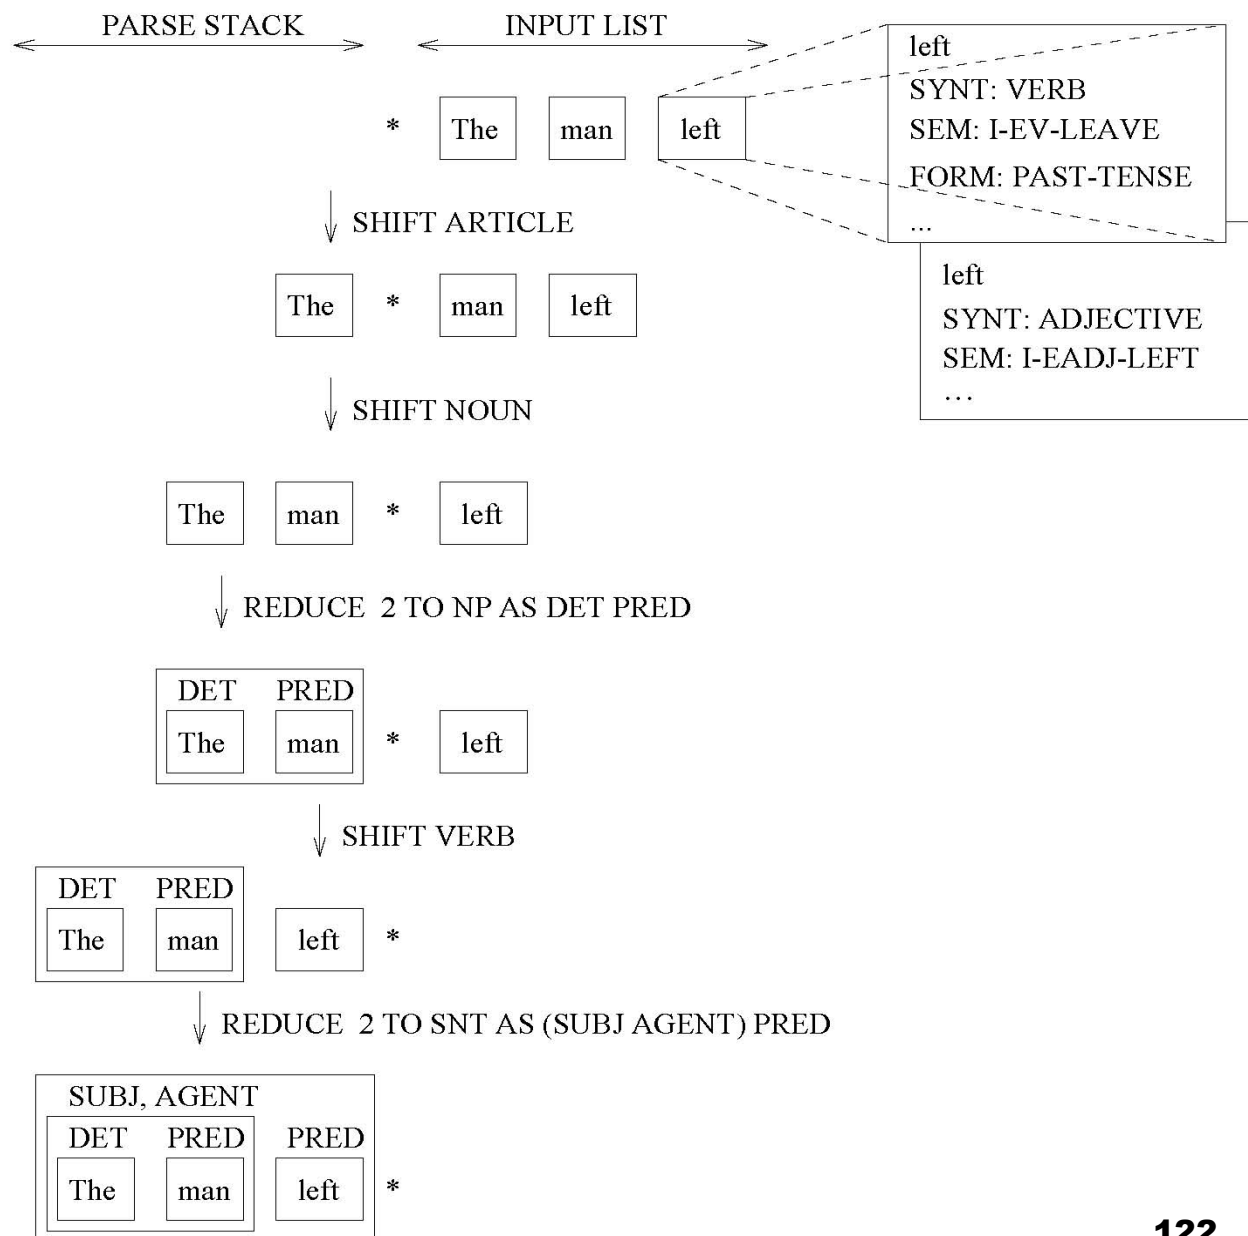 PARSE STACK INPUT LIST
* The man left
left
SYNT: VERB
SEM: I-EV-LEAVE
FORM: PAST-TENSE
...
left
SYNT: ADJECTIVE
SEM: I-EADJ-LEFT
…
SHIFT ARTICLE
The * man left
SHIFT NOUN
The man * left
REDUCE 2 TO NP AS DET PRED
DET PRED
The man * left
SHIFT VERB
DET PRED
The man left *
REDUCE 2 TO SNT AS (SUBJ AGENT) PRED
SUBJ, AGENT
DET PRED PRED
The man left *
122